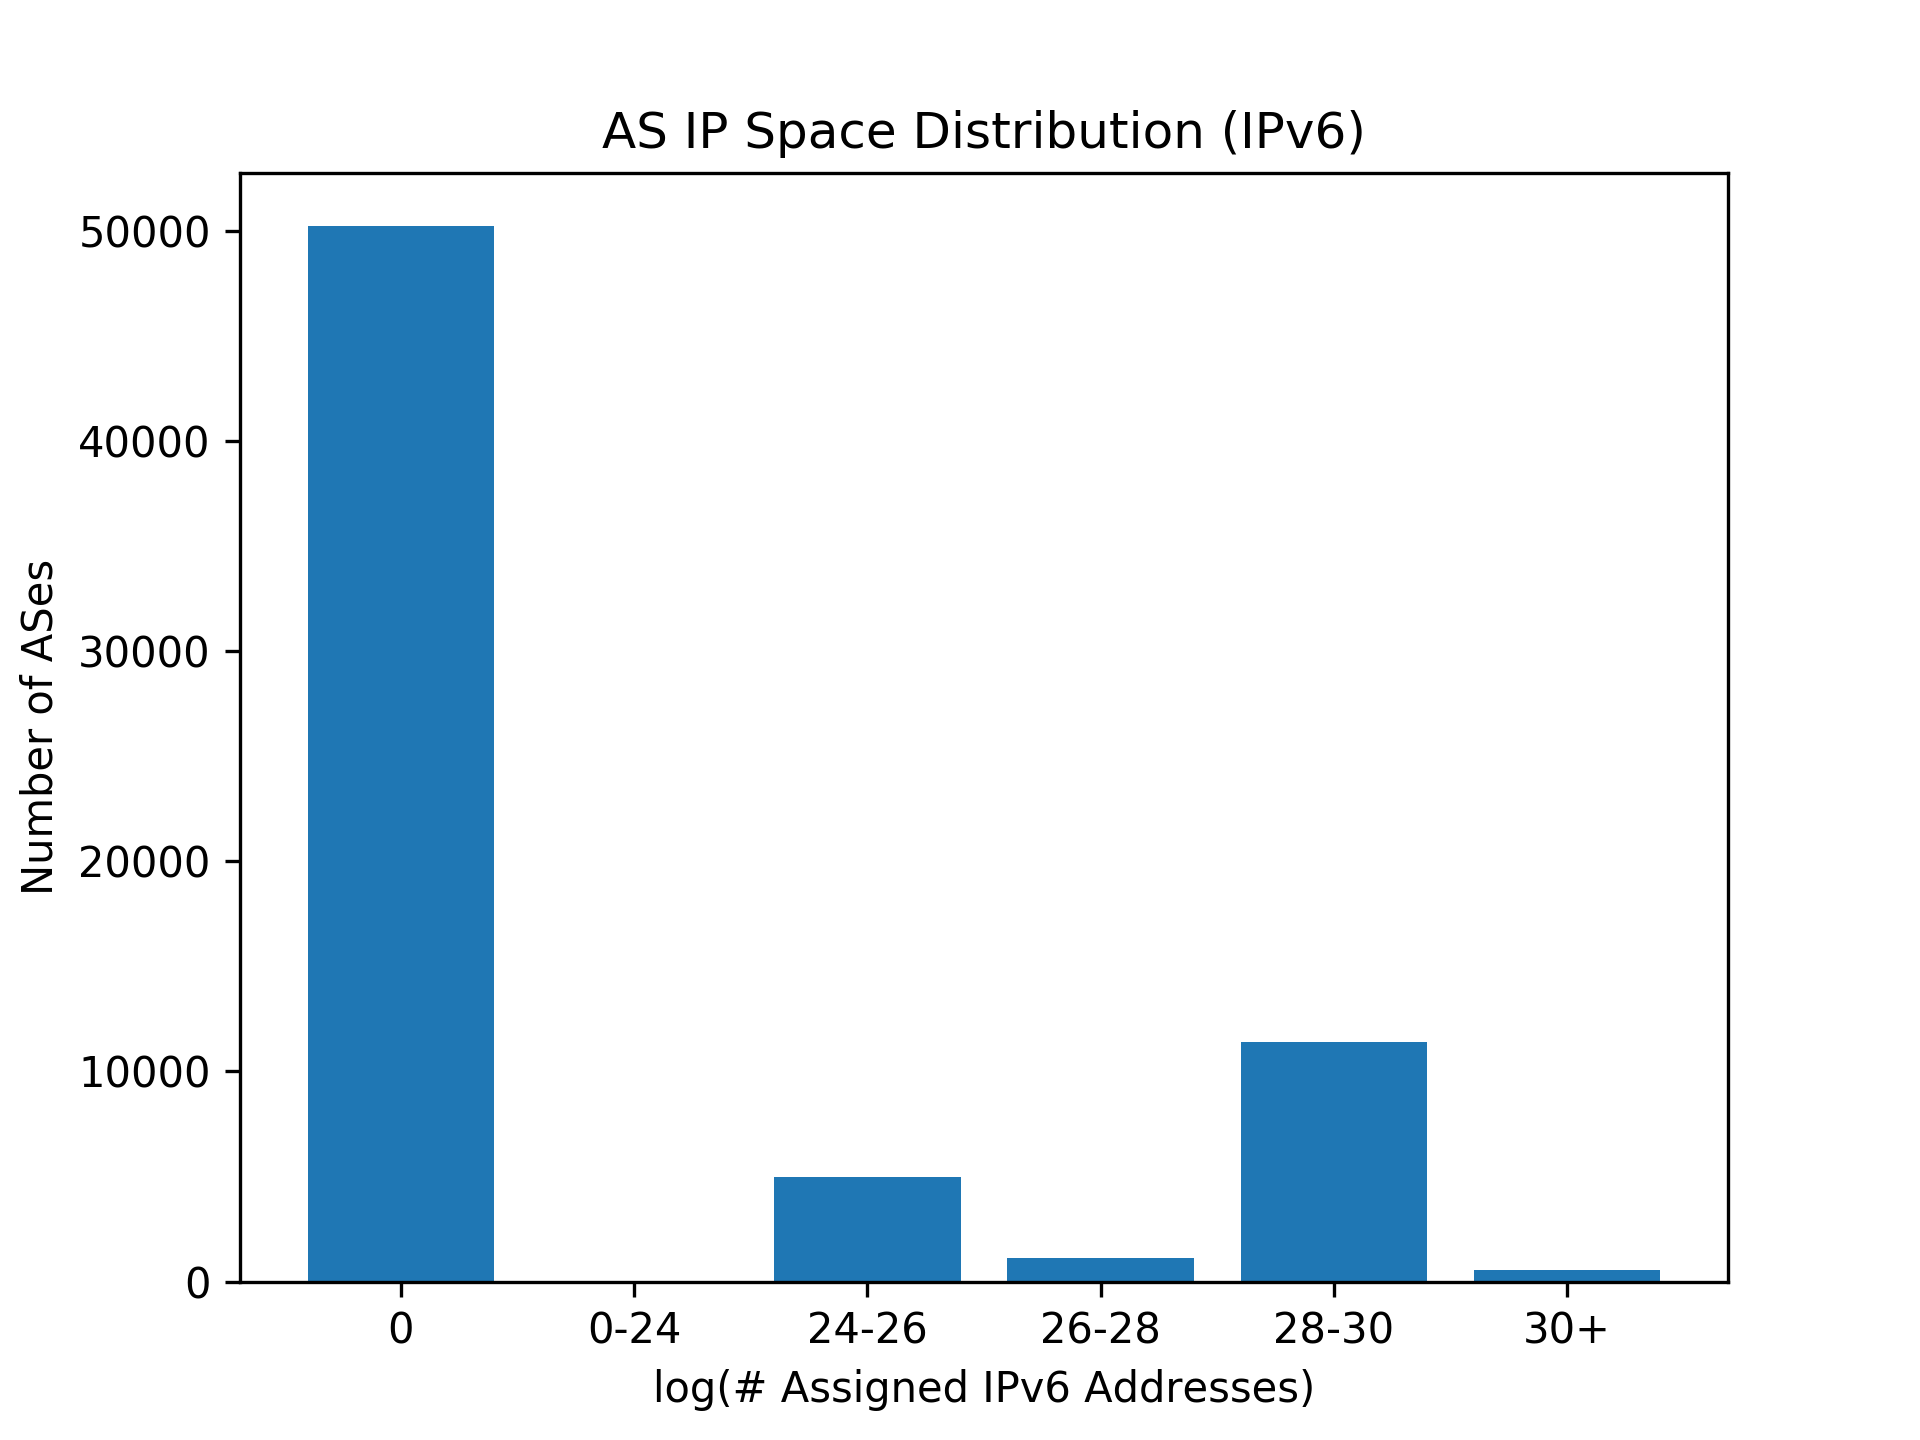 AS IP Space Distribution (IPv6)
50000
40000
30000
20000
10000
0
Number of ASes
0 0-24 24-26 26-28 28-30 30+
log(# Assigned IPv6 Addresses)